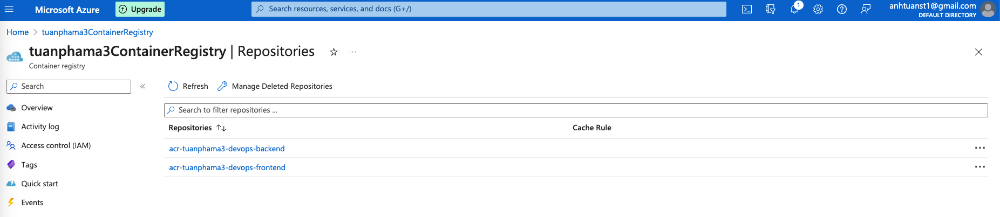 Microsoft Azure
Upgrade
Search resources, services, and docs (G+/)
1
anhtuanst1@gmail.com
DEFAULT DIRECTORY
Home > tuanphama3ContainerRegistry
tuanphama3ContainerRegistry | Repositories
Container registry
Search
Refresh
Manage Deleted Repositories
Search to filter repositories ...
Overview
Activity log
Access control (IAM)
Tags
Quick start
Events
Repositories
Cache Rule
acr-tuanphama3-devops-backend
acr-tuanphama3-devops-frontend